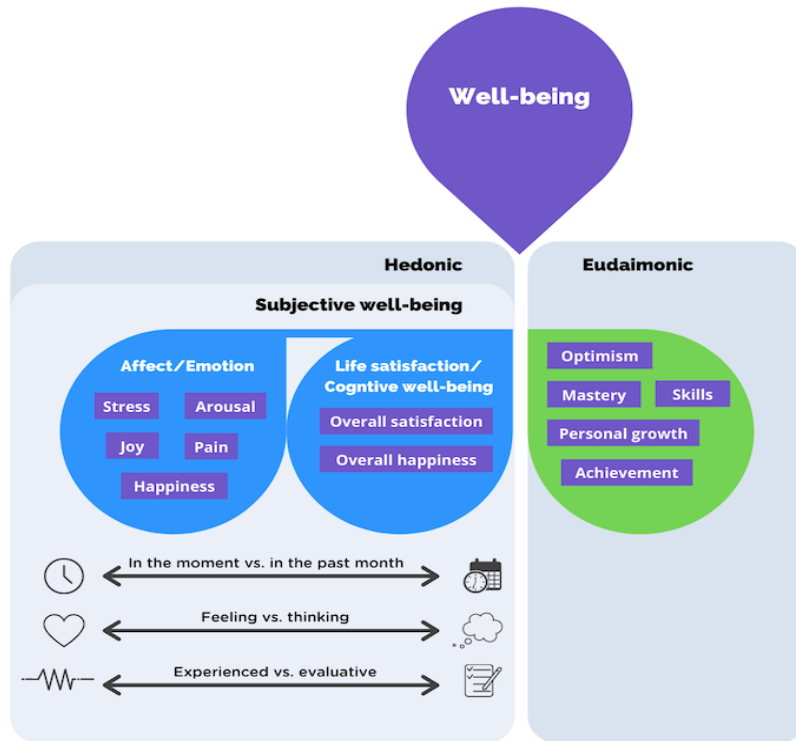 Well-being
Hedonic
Eudaimonic
Subjective well-being
Affect/Emotion
Stress
Arousal
Joy
Pain
Happiness
Life satisfaction/
Cogntive well-being
Overall satisfaction
Overall happiness
Optimism
Mastery
Skills
Personal growth
Achievement
In the moment vs. in the past month
Feeling vs. thinking
Experienced vs. evaluative